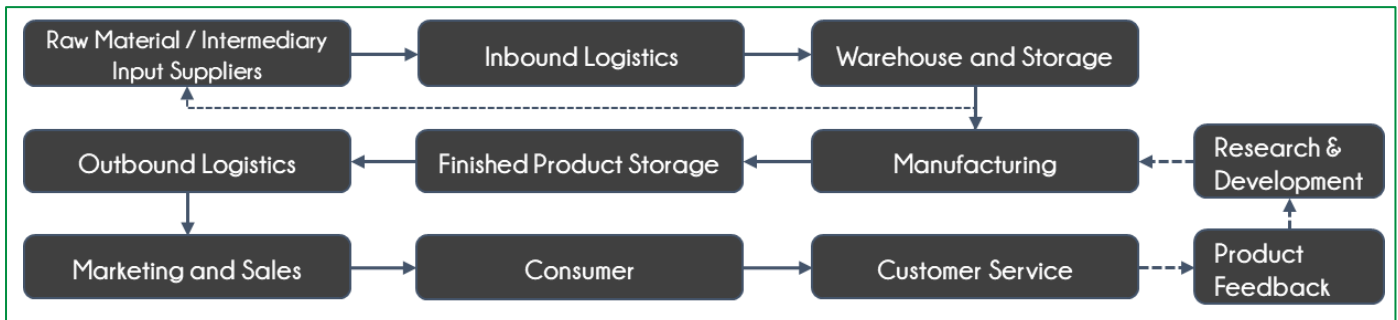 Raw Material / Intermediary
Input Suppliers
Inbound Logistics
Warehouse and Storage
Outbound Logistics
Finished Product Storage
Manufacturing
Research &
Development
Marketing and Sales
Consumer
Customer Service
Product
Feedback